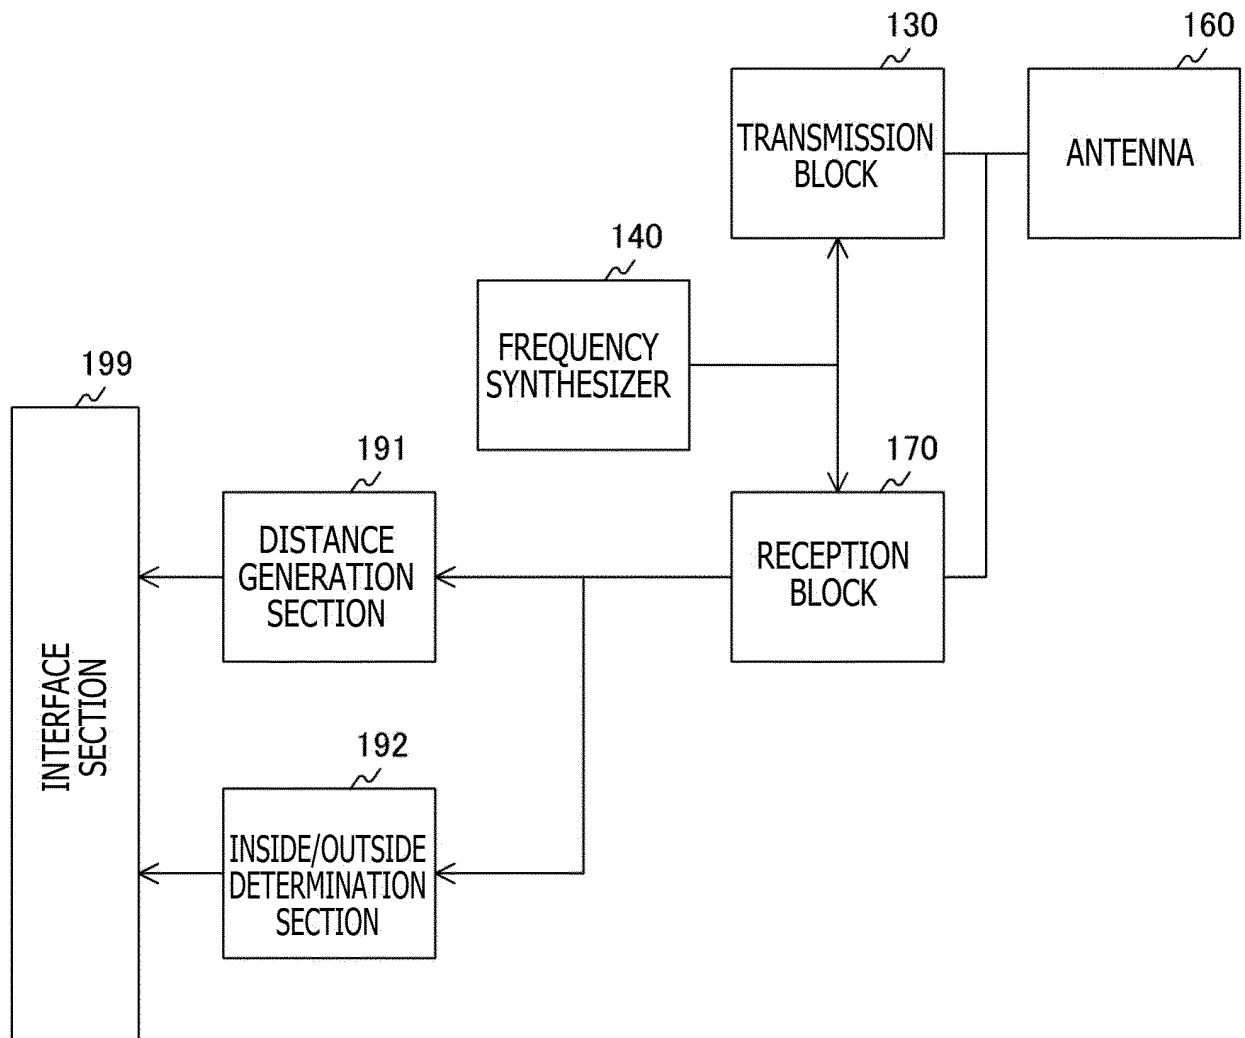 130
160
TRANSMISSION
BLOCK
ANTENNA
140
FREQUENCY
SYNTHESIZER
199
191
170
DISTANCE
GENERATION
SECTION
RECEPTION
BLOCK
INTERFACE
SECTION
192
INSIDE/OUTSIDE
DETERMINATION
SECTION